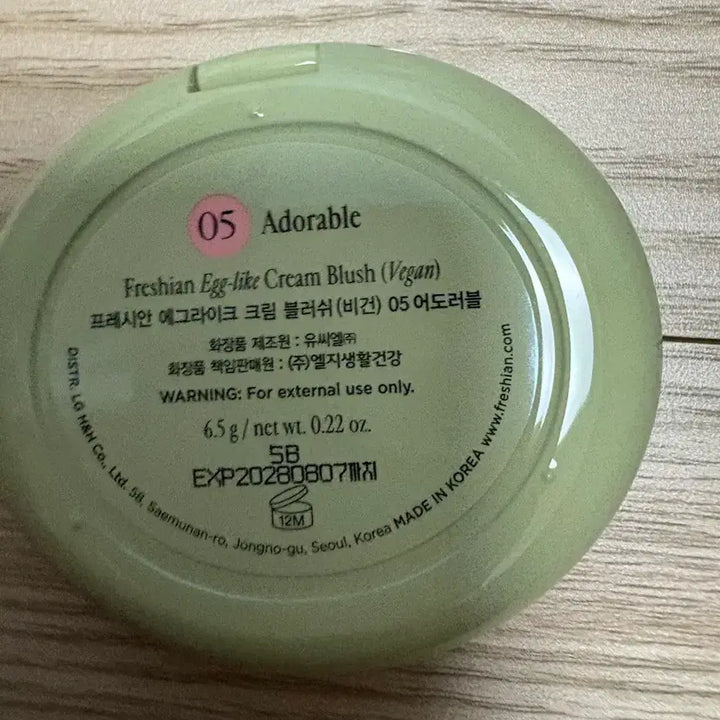 05 Adorable
Freshian Egg-like Cream Blush (Vegan)
프레시안 에그라이크 크림 블러쉬 (비건) 05 어도러블
화장품 제조원 : 유씨엘㈜
화장품 책임판매원 : (주)엘지생활건강
WARNING: For external use only.
6.5 g / net wt. 0.22 oz.
5B
EXP20280807까지
12M
DISTR. LG H&H Co., Ltd. 58, Saemunan-ro, Jongno-gu, Seoul, Korea MADE IN KOREA www.freshian.com